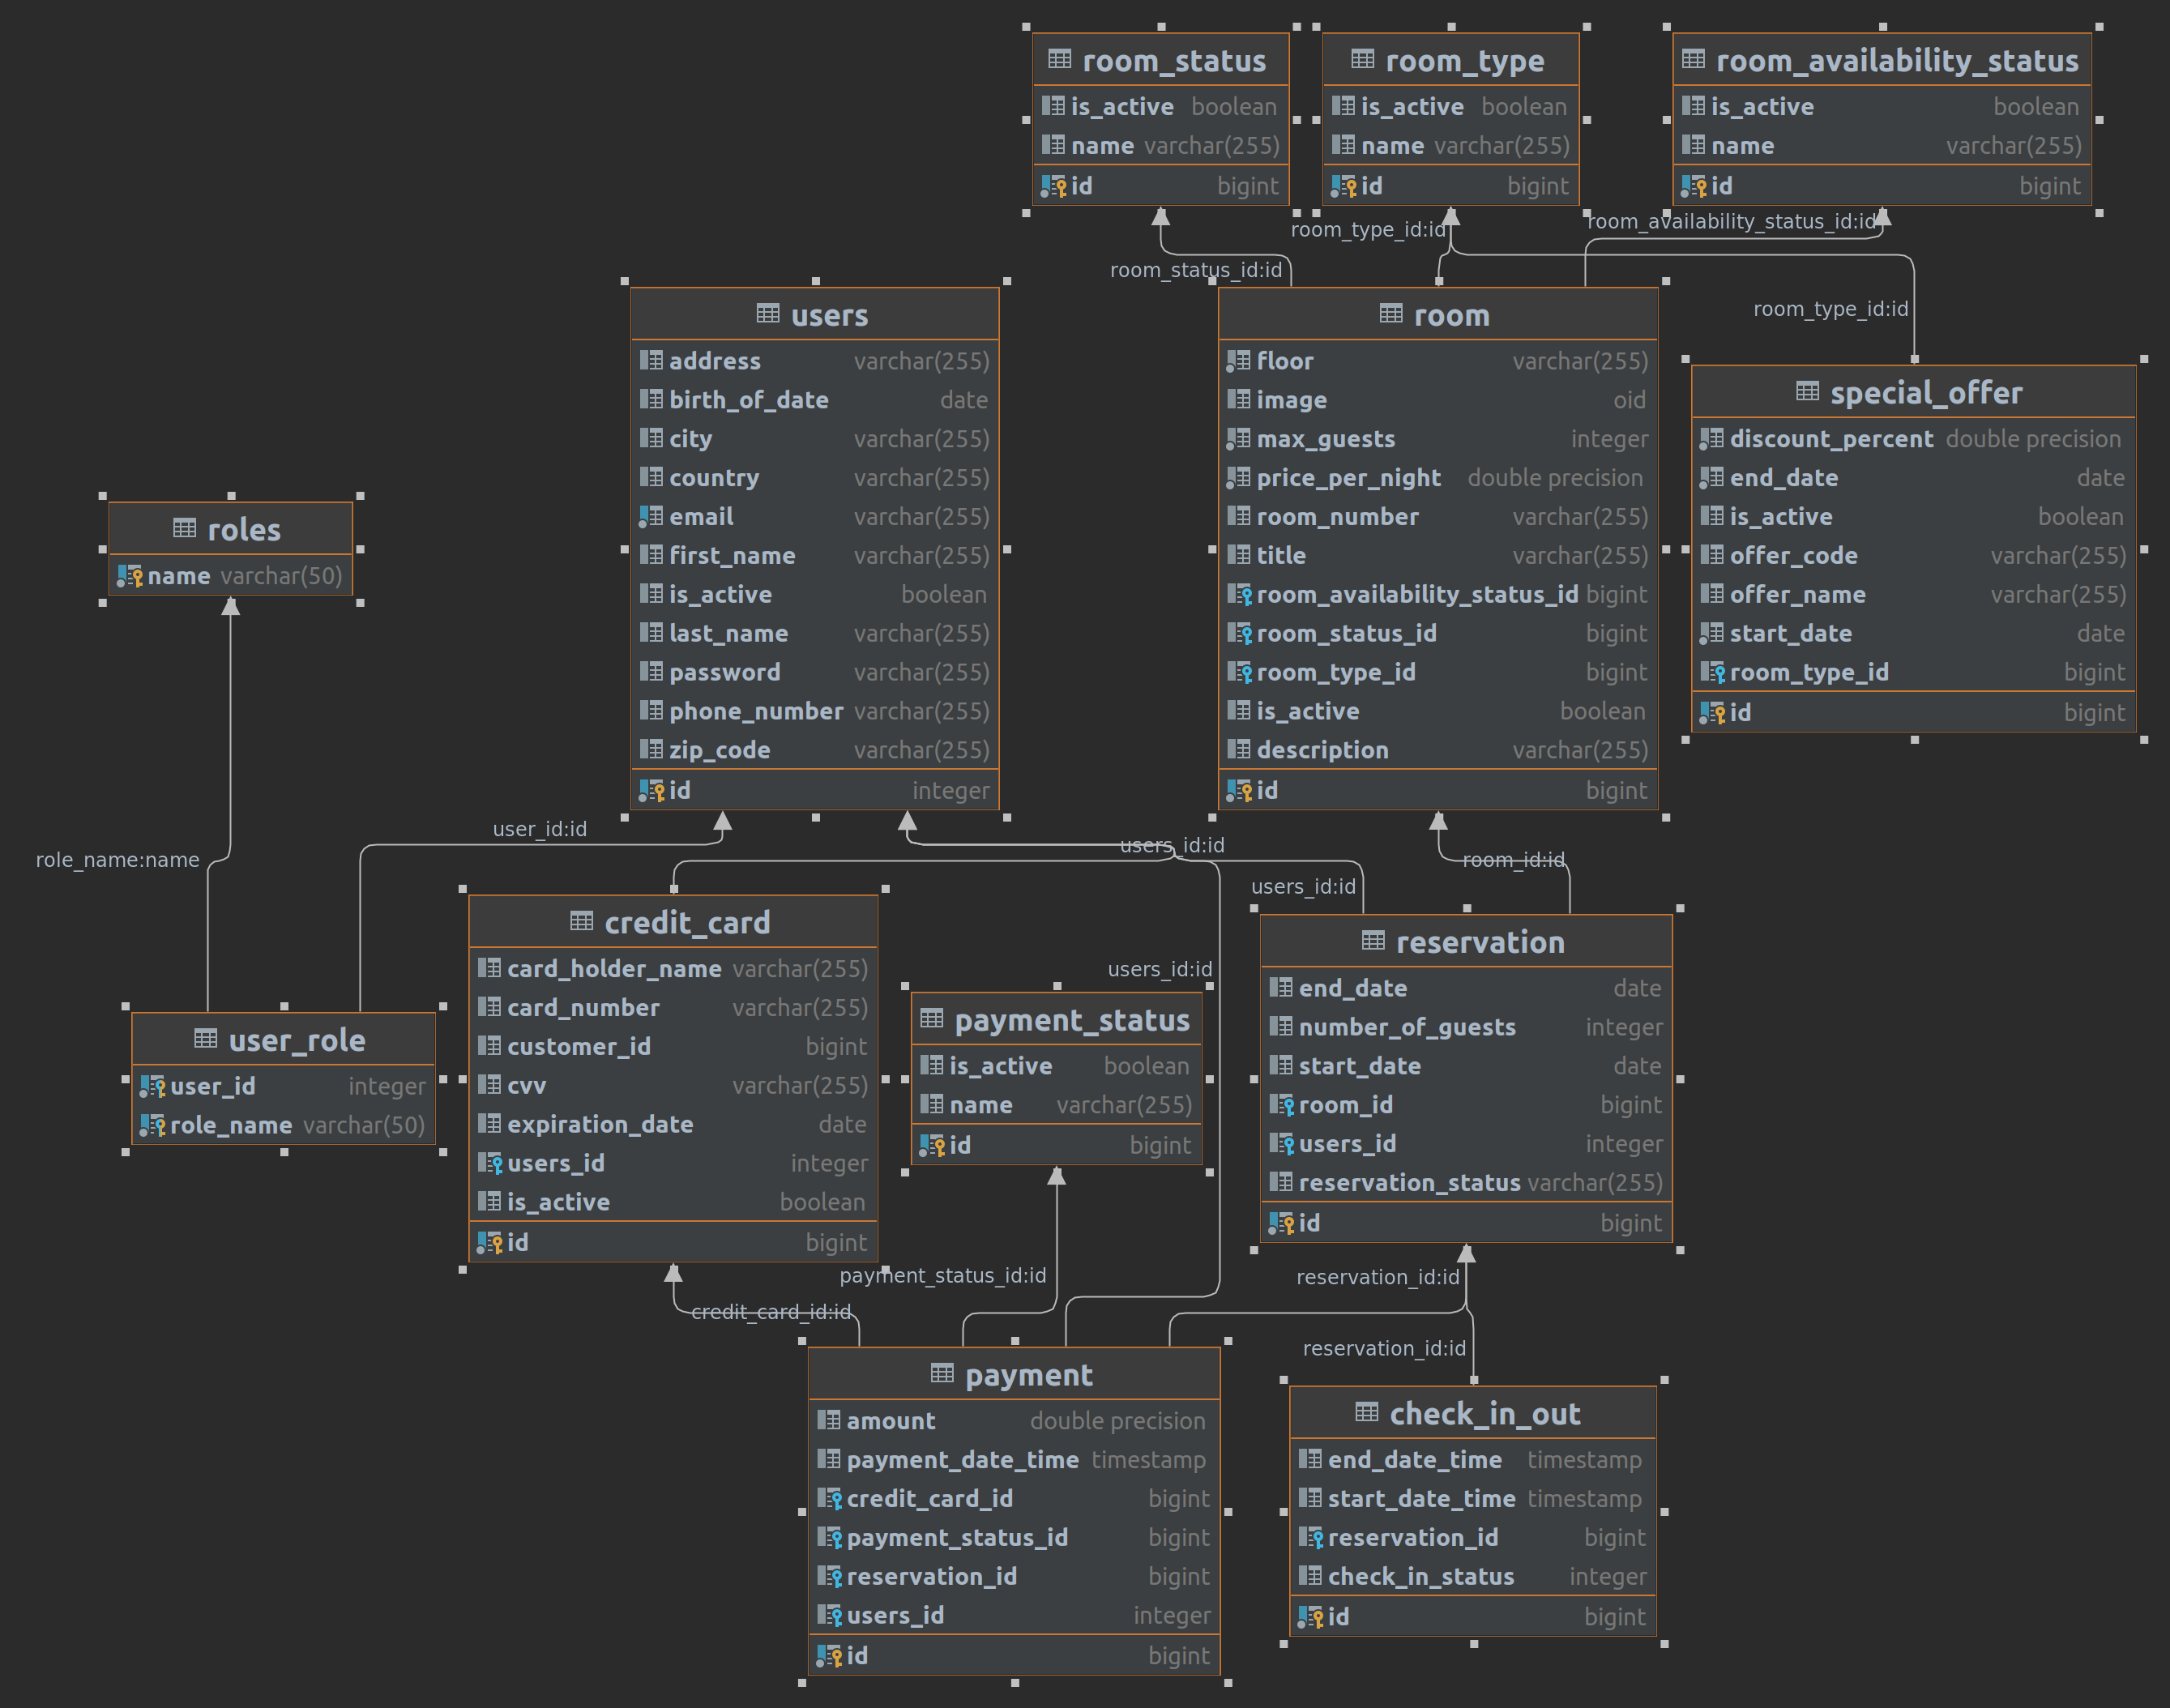 room_status
is_active boolean
name varchar(255)
id bigint
room_type
is_active boolean
name varchar(255)
id bigint
room_availability_status
is_active boolean
name varchar(255)
id bigint
room_status_id:id
room_type_id:id
room_availability_status_id:id
room_type_id:id
users
address varchar(255)
birth_of_date date
city varchar(255)
country varchar(255)
email varchar(255)
first_name varchar(255)
is_active boolean
last_name varchar(255)
password varchar(255)
phone_number varchar(255)
zip_code varchar(255)
id integer
room
floor varchar(255)
image oid
max_guests integer
price_per_night double precision
room_number varchar(255)
title varchar(255)
room_availability_status_id bigint
room_status_id bigint
room_type_id bigint
is_active boolean
description varchar(255)
id bigint
special_offer
discount_percent double precision
end_date date
is_active boolean
offer_code varchar(255)
offer_name varchar(255)
start_date date
room_type_id bigint
id bigint
roles
name varchar(50)
role_name:name
user_id:id
users_id:id
users_id:id
room_id:id
users_id:id
user_role
user_id integer
role_name varchar(50)
credit_card
card_holder_name varchar(255)
card_number varchar(255)
customer_id bigint
cvv varchar(255)
expiration_date date
users_id integer
is_active boolean
id bigint
payment_status
is_active boolean
name varchar(255)
id bigint
reservation
end_date date
number_of_guests integer
start_date date
room_id bigint
users_id integer
reservation_status varchar(255)
id bigint
credit_card_id:id
payment_status_id:id
reservation_id:id
reservation_id:id
payment
amount double precision
payment_date_time timestamp
credit_card_id bigint
payment_status_id bigint
reservation_id bigint
users_id integer
id bigint
check_in_out
end_date_time timestamp
start_date_time timestamp
reservation_id bigint
check_in_status integer
id bigint